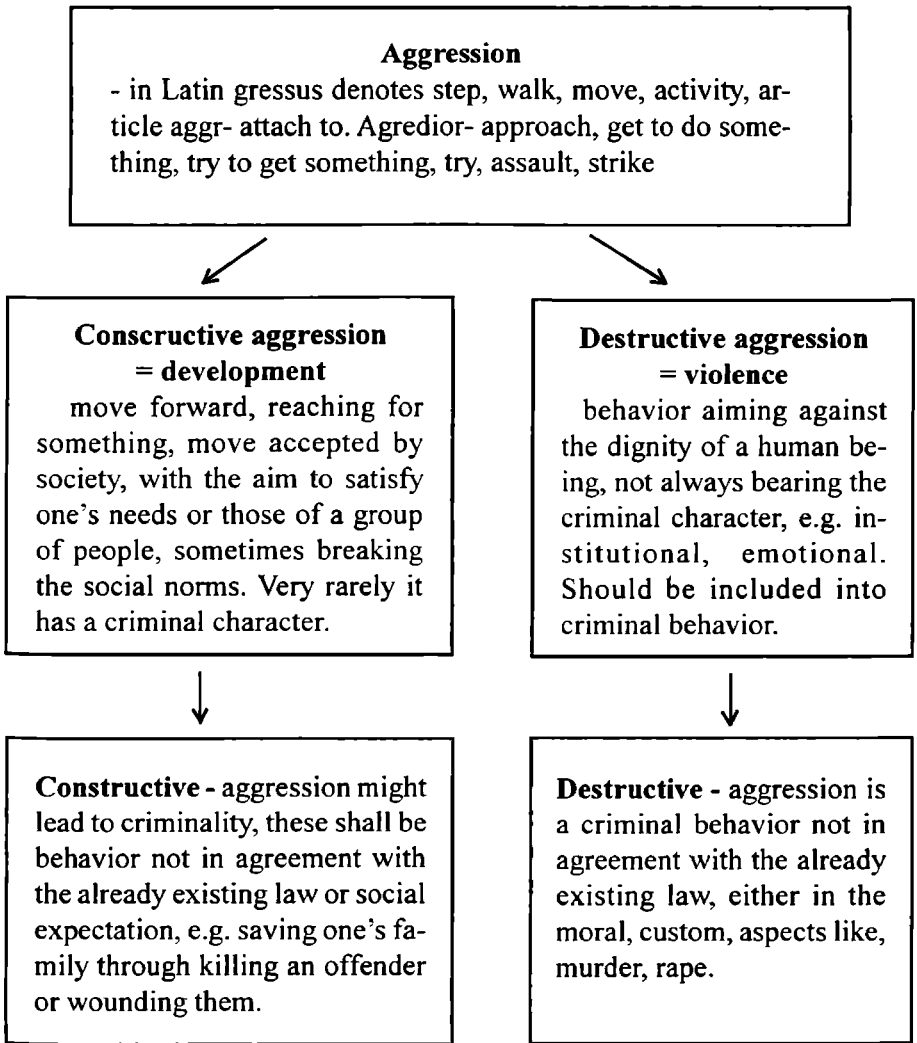 Aggression
- in Latin gressus denotes step, walk, move, activity, ar-
ticle aggr- attach to. Agredior- approach, get to do some-
thing, try to get something, try, assault, strike
Conscructive aggression
= development
move forward, reaching for
something, move accepted by
society, with the aim to satisfy
one's needs or those of a group
of people, sometimes breaking
the social norms. Very rarely it
has a criminal character.
Destructive aggression
= violence
behavior aiming against
the dignity of a human be-
ing, not always bearing the
criminal character, e.g. in-
stitutional, emotional.
Should be included into
criminal behavior.
Constructive - aggression might
lead to criminality, these shall be
behavior not in agreement with
the already existing law or social
expectation, e.g. saving one's fa-
mily through killing an offender
or wounding them.
Destructive - aggression is
a criminal behavior not in
agreement with the already
existing law, either in the
moral, custom, aspects like,
murder, rape.